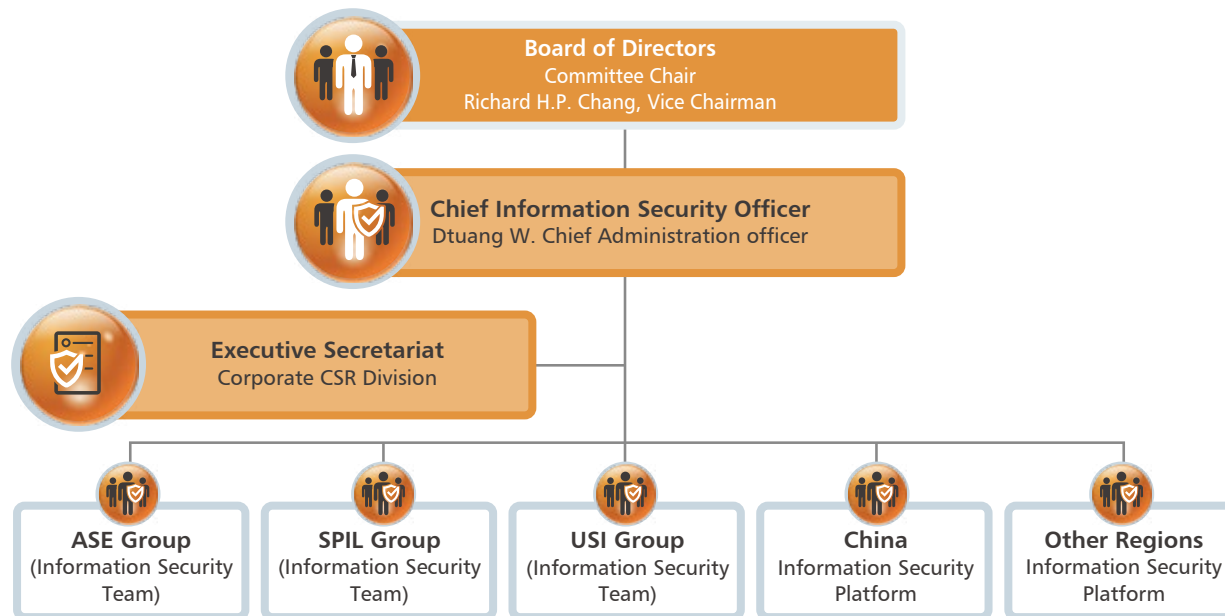 Board of Directors
Committee Chair
Richard H.P. Chang, Vice Chairman
Chief Information Security Officer
Dtuang W. Chief Administration officer
Executive Secretariat
Corporate CSR Division
ASE Group
(Information Security
Team)
SPIL Group
(Information Security
Team)
USI Group
(Information Security
Team)
China
Information Security
Platform
Other Regions
Information Security
Platform